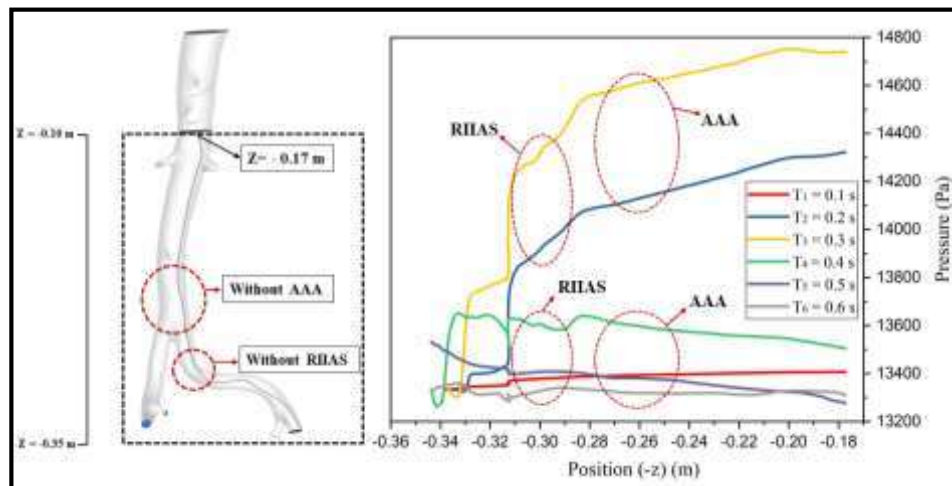 Z = -0.10 m
Z= - 0.17 m
Without AAA
Without RIIAS
Z = -0.35 m
14800
14600
14400
14200
14000
13800
13600
13400
13200
Pressure (Pa)
RIIAS
AAA
RIIAS
AAA
T₁ = 0.1 s
T₂ = 0.2 s
T₃ = 0.3 s
T₄ = 0.4 s
T₅ = 0.5 s
T₆ = 0.6 s
-0.36
-0.34
-0.32
-0.30
-0.28
-0.26
-0.24
-0.22
-0.20
-0.18
-0.16
Position (-z) (m)